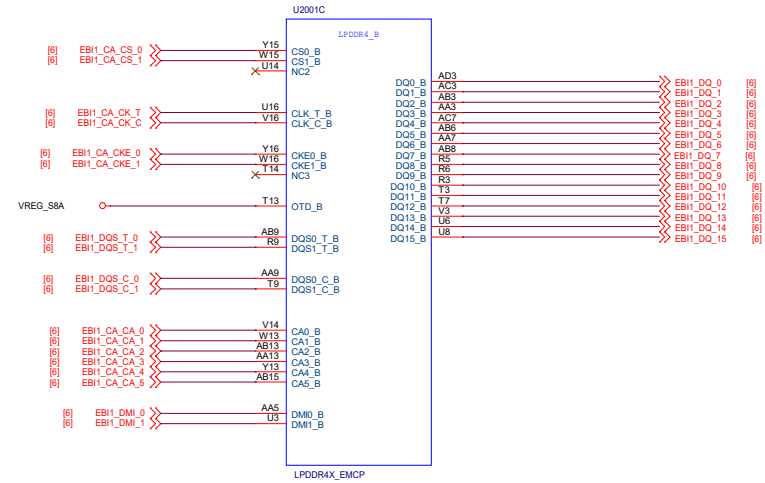 U2001C
LPDDR4_B
[6] EBI1_CA_CS_0 Y15 CS0_B
[6] EBI1_CA_CS_1 W15 CS1_B
U14 NC2
[6] EBI1_CA_CK_T U16 CLK_T_B
[6] EBI1_CA_CK_C V16 CLK_C_B
[6] EBI1_CA_CKE_0 Y16 CKE0_B
[6] EBI1_CA_CKE_1 W16 CKE1_B
T14 NC3
VREG_S8A T13 OTD_B
[6] EBI1_DQS_T_0 AB9 DQS0_T_B
[6] EBI1_DQS_T_1 R9 DQS1_T_B
[6] EBI1_DQS_C_0 AA9 DQS0_C_B
[6] EBI1_DQS_C_1 T9 DQS1_C_B
[6] EBI1_CA_CA_0 V14 CA0_B
[6] EBI1_CA_CA_1 W13 CA1_B
[6] EBI1_CA_CA_2 AB13 CA2_B
[6] EBI1_CA_CA_3 AA13 CA3_B
[6] EBI1_CA_CA_4 Y13 CA4_B
[6] EBI1_CA_CA_5 AB15 CA5_B
[6] EBI1_DMI_0 AA5 DMI0_B
[6] EBI1_DMI_1 U3 DMI1_B
DQ0_B AD3 EBI1_DQ_0 [6]
DQ1_B AC3 EBI1_DQ_1 [6]
DQ2_B AB3 EBI1_DQ_2 [6]
DQ3_B AA3 EBI1_DQ_3 [6]
DQ4_B AC7 EBI1_DQ_4 [6]
DQ5_B AB6 EBI1_DQ_5 [6]
DQ6_B AA7 EBI1_DQ_6 [6]
DQ7_B AB8 EBI1_DQ_7 [6]
DQ8_B R5 EBI1_DQ_8 [6]
DQ9_B R6 EBI1_DQ_9 [6]
DQ10_B R3 EBI1_DQ_10 [6]
DQ11_B T3 EBI1_DQ_11 [6]
DQ12_B T7 EBI1_DQ_12 [6]
DQ13_B V3 EBI1_DQ_13 [6]
DQ14_B U6 EBI1_DQ_14 [6]
DQ15_B U8 EBI1_DQ_15 [6]
LPDDR4X_EMCP